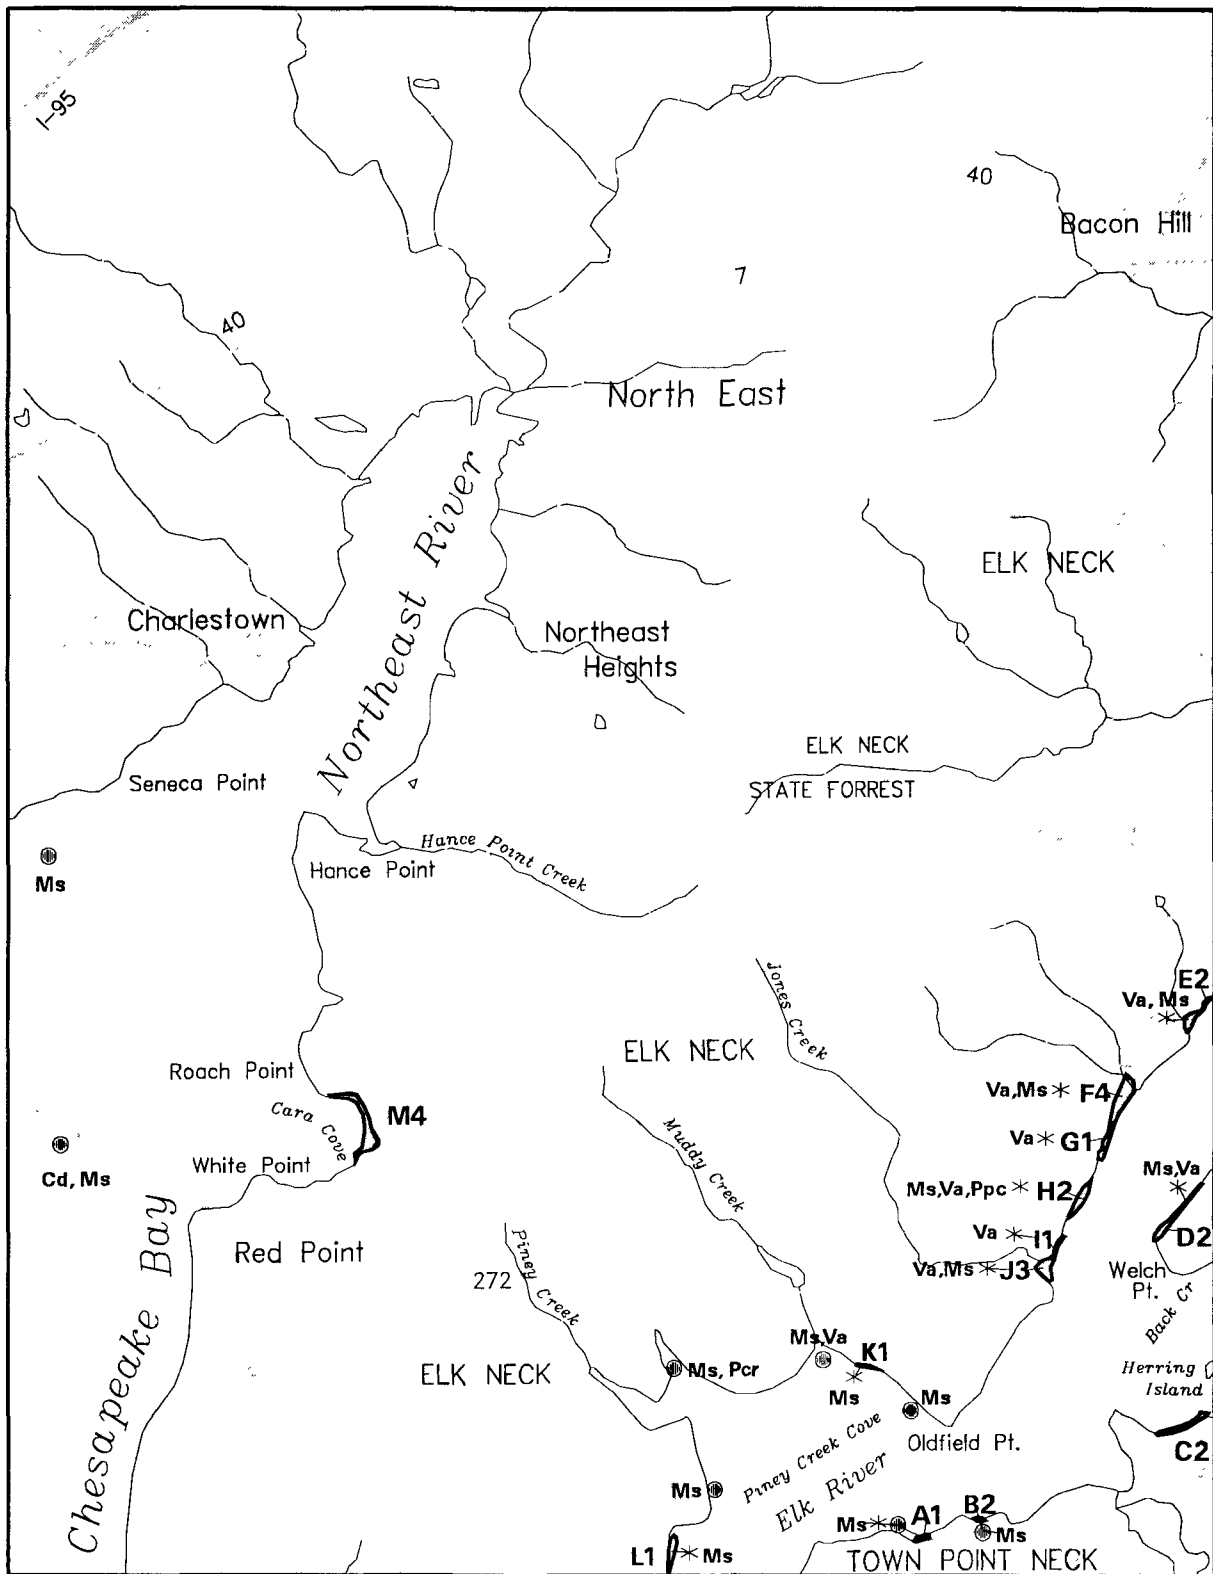 I-95
40
Bacon Hill
7
40
North East
Northeast River
ELK NECK
Charlestown
Northeast
Heights
ELK NECK
STATE FORREST
Seneca Point
Hance Point Creek
Ms
Hance Point
Jones Creek
E2
Va, Ms
ELK NECK
Roach Point
Va,Ms
F4
Cara Cove
M4
Muddy Creek
Va
G1
White Point
Cd, Ms
Ms,Va
Ms,Va,Ppc
H2
Chesapeake Bay
Red Point
Piney Creek
Va
I1
D2
272
Va,Ms
J3
Welch
Pt.
Back Cr
Ms,Va
K1
Ms, Pcr
ELK NECK
Herring
Island
Ms
Ms
Piney Creek Cove
Oldfield Pt.
C2
Elk River
Ms
Ms
A1
B2
Ms
L1
Ms
TOWN POINT NECK